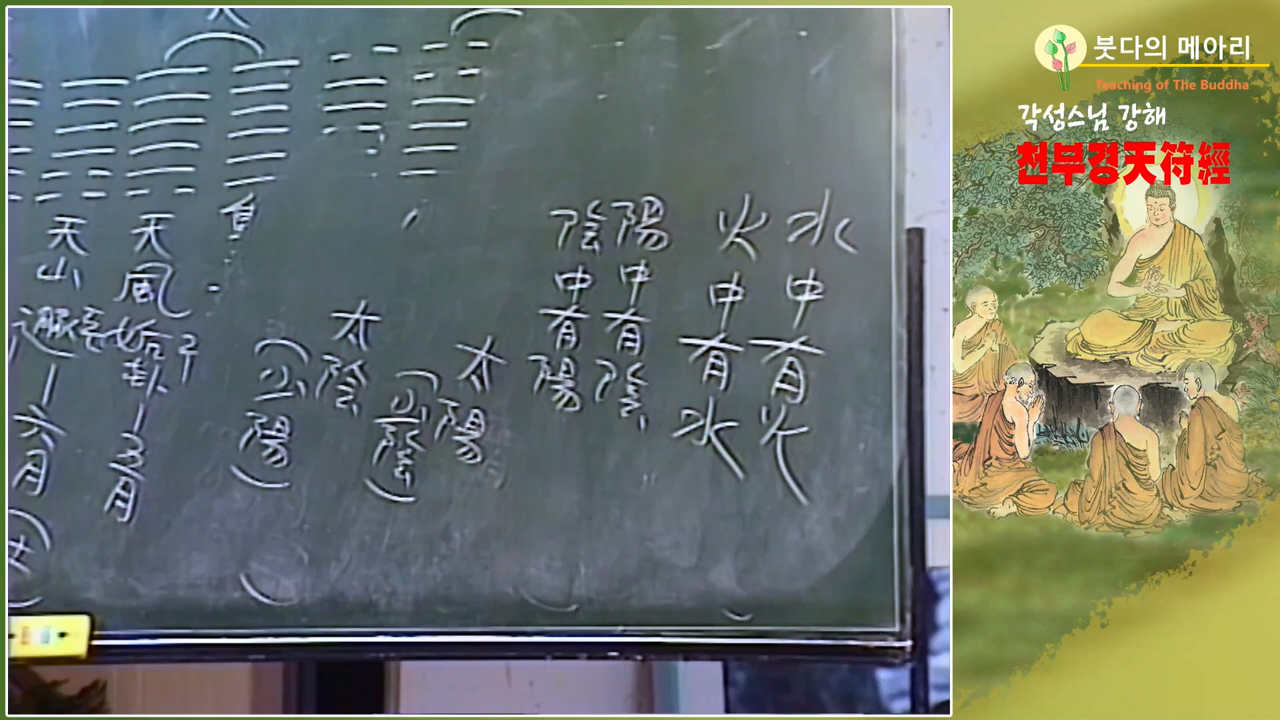 水中有火
火中有水
陽中有陰
陰中有陽
太陽
(少陰)
太陰
(少陽)
天風姤卦一五月
天山遯
一六月
붓다의 메아리
Teaching of The Buddha
각성스님 강해
천부경天符經